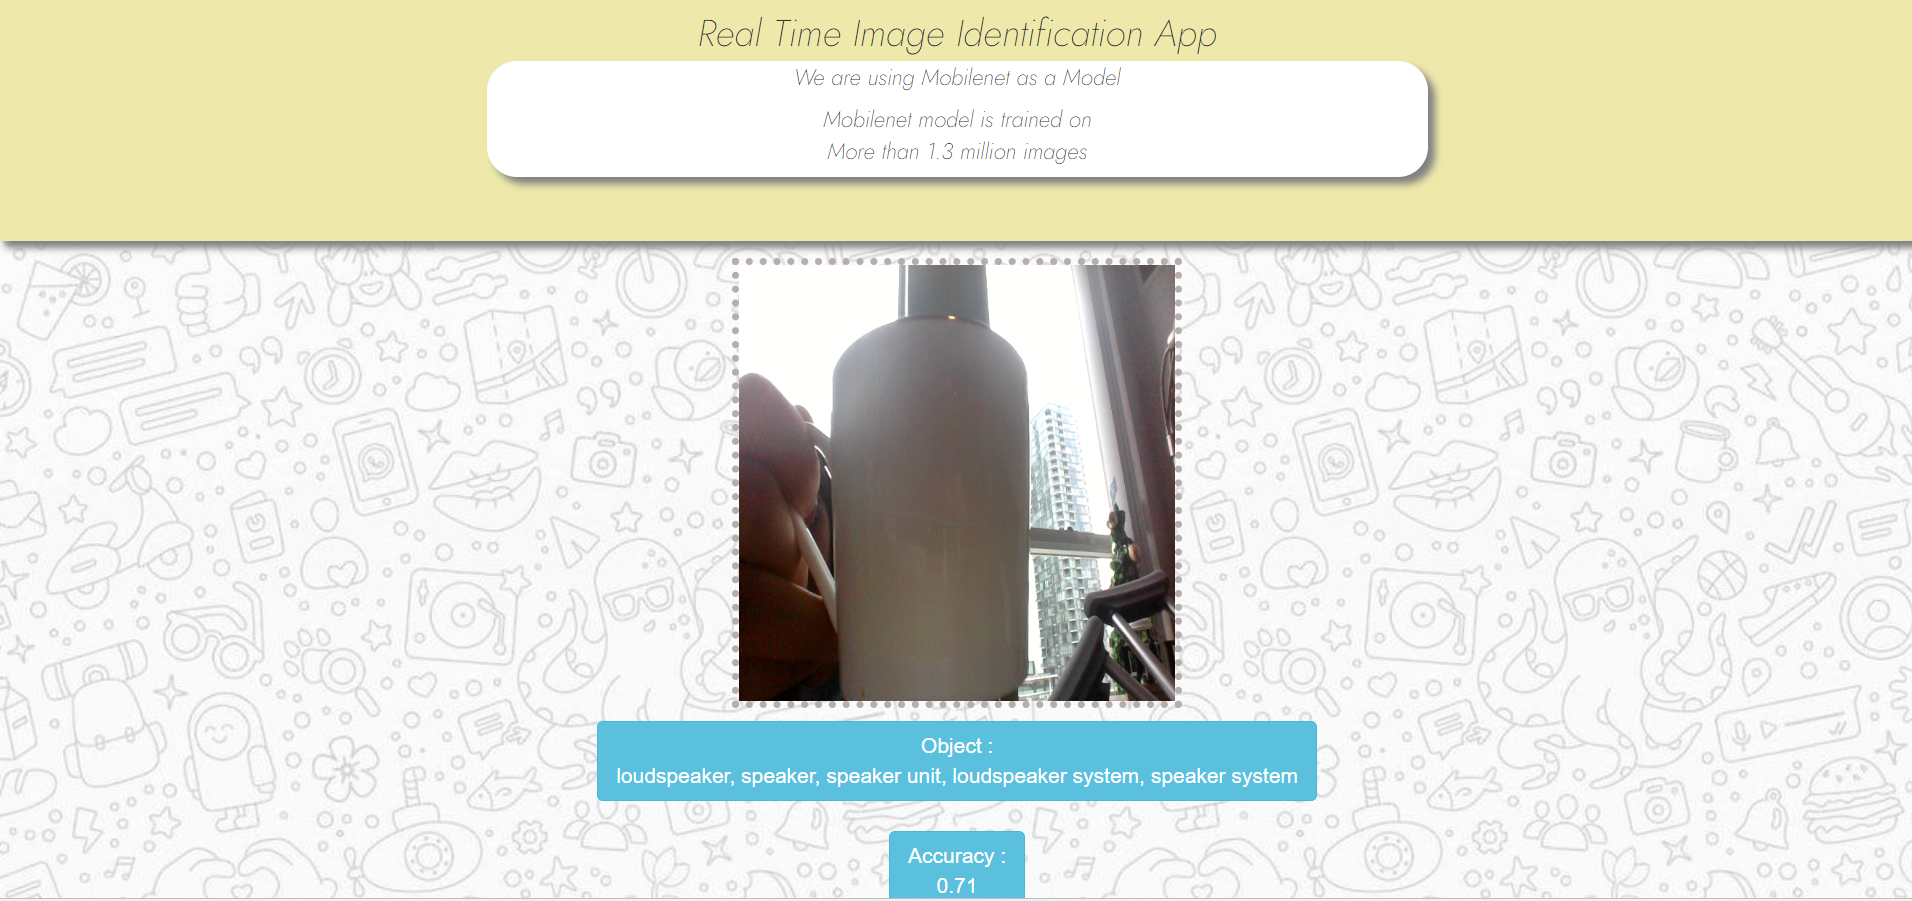 Real Time Image Identification App
We are using Mobilenet as a Model
Mobilenet model is trained on
More than 1.3 million images
Object :
loudspeaker, speaker, speaker unit, loudspeaker system, speaker system
Accuracy :
0.71